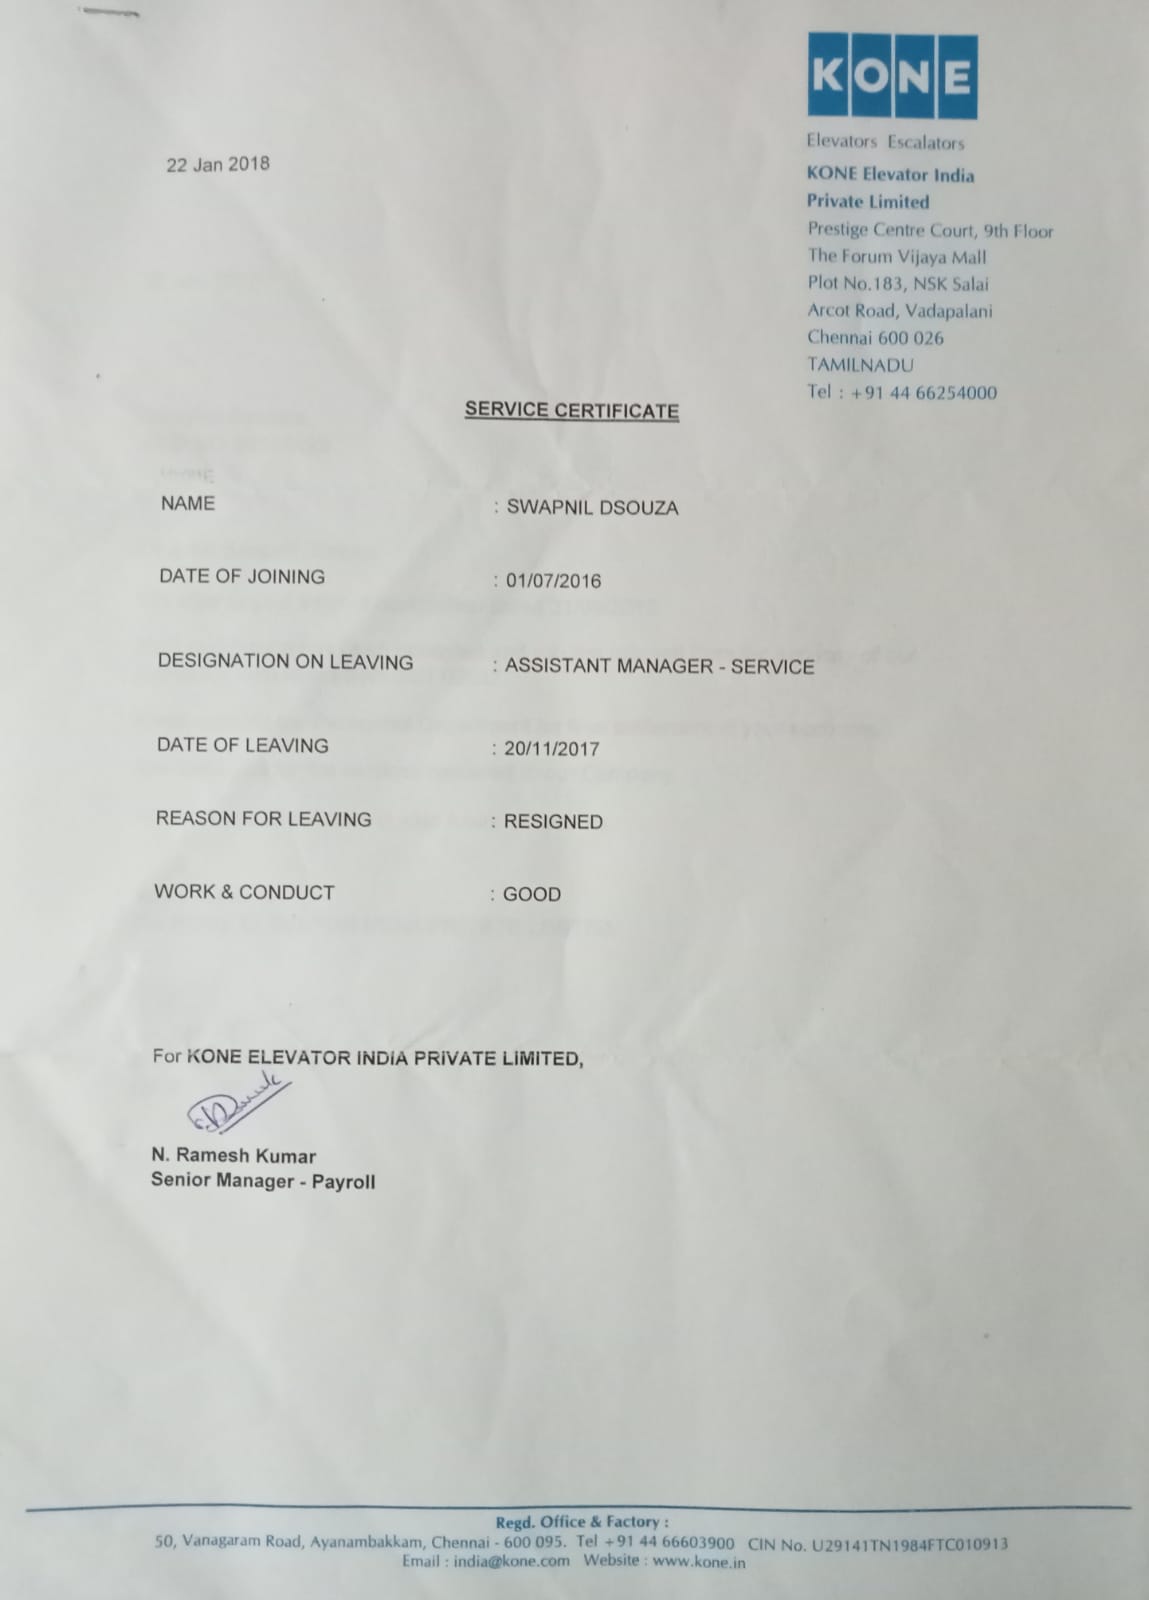 KONE
Elevators Escalators
22 Jan 2018
KONE Elevator India
Private Limited
Prestige Centre Court, 9th Floor
The Forum Vijaya Mall
Plot No.183, NSK Salai
Arcot Road, Vadapalani
Chennai 600 026
TAMILNADU
Tel : +91 44 66254000
SERVICE CERTIFICATE
NAME : SWAPNIL DSOUZA
DATE OF JOINING : 01/07/2016
DESIGNATION ON LEAVING : ASSISTANT MANAGER - SERVICE
DATE OF LEAVING : 20/11/2017
REASON FOR LEAVING : RESIGNED
WORK & CONDUCT : GOOD
For KONE ELEVATOR INDIA PRIVATE LIMITED,
N. Ramesh Kumar
Senior Manager - Payroll
Regd. Office & Factory :
50, Vanagaram Road, Ayanambakkam, Chennai - 600 095. Tel +91 44 66603900 CIN No. U29141TN1984FTC010913
Email : india@kone.com Website : www.kone.in